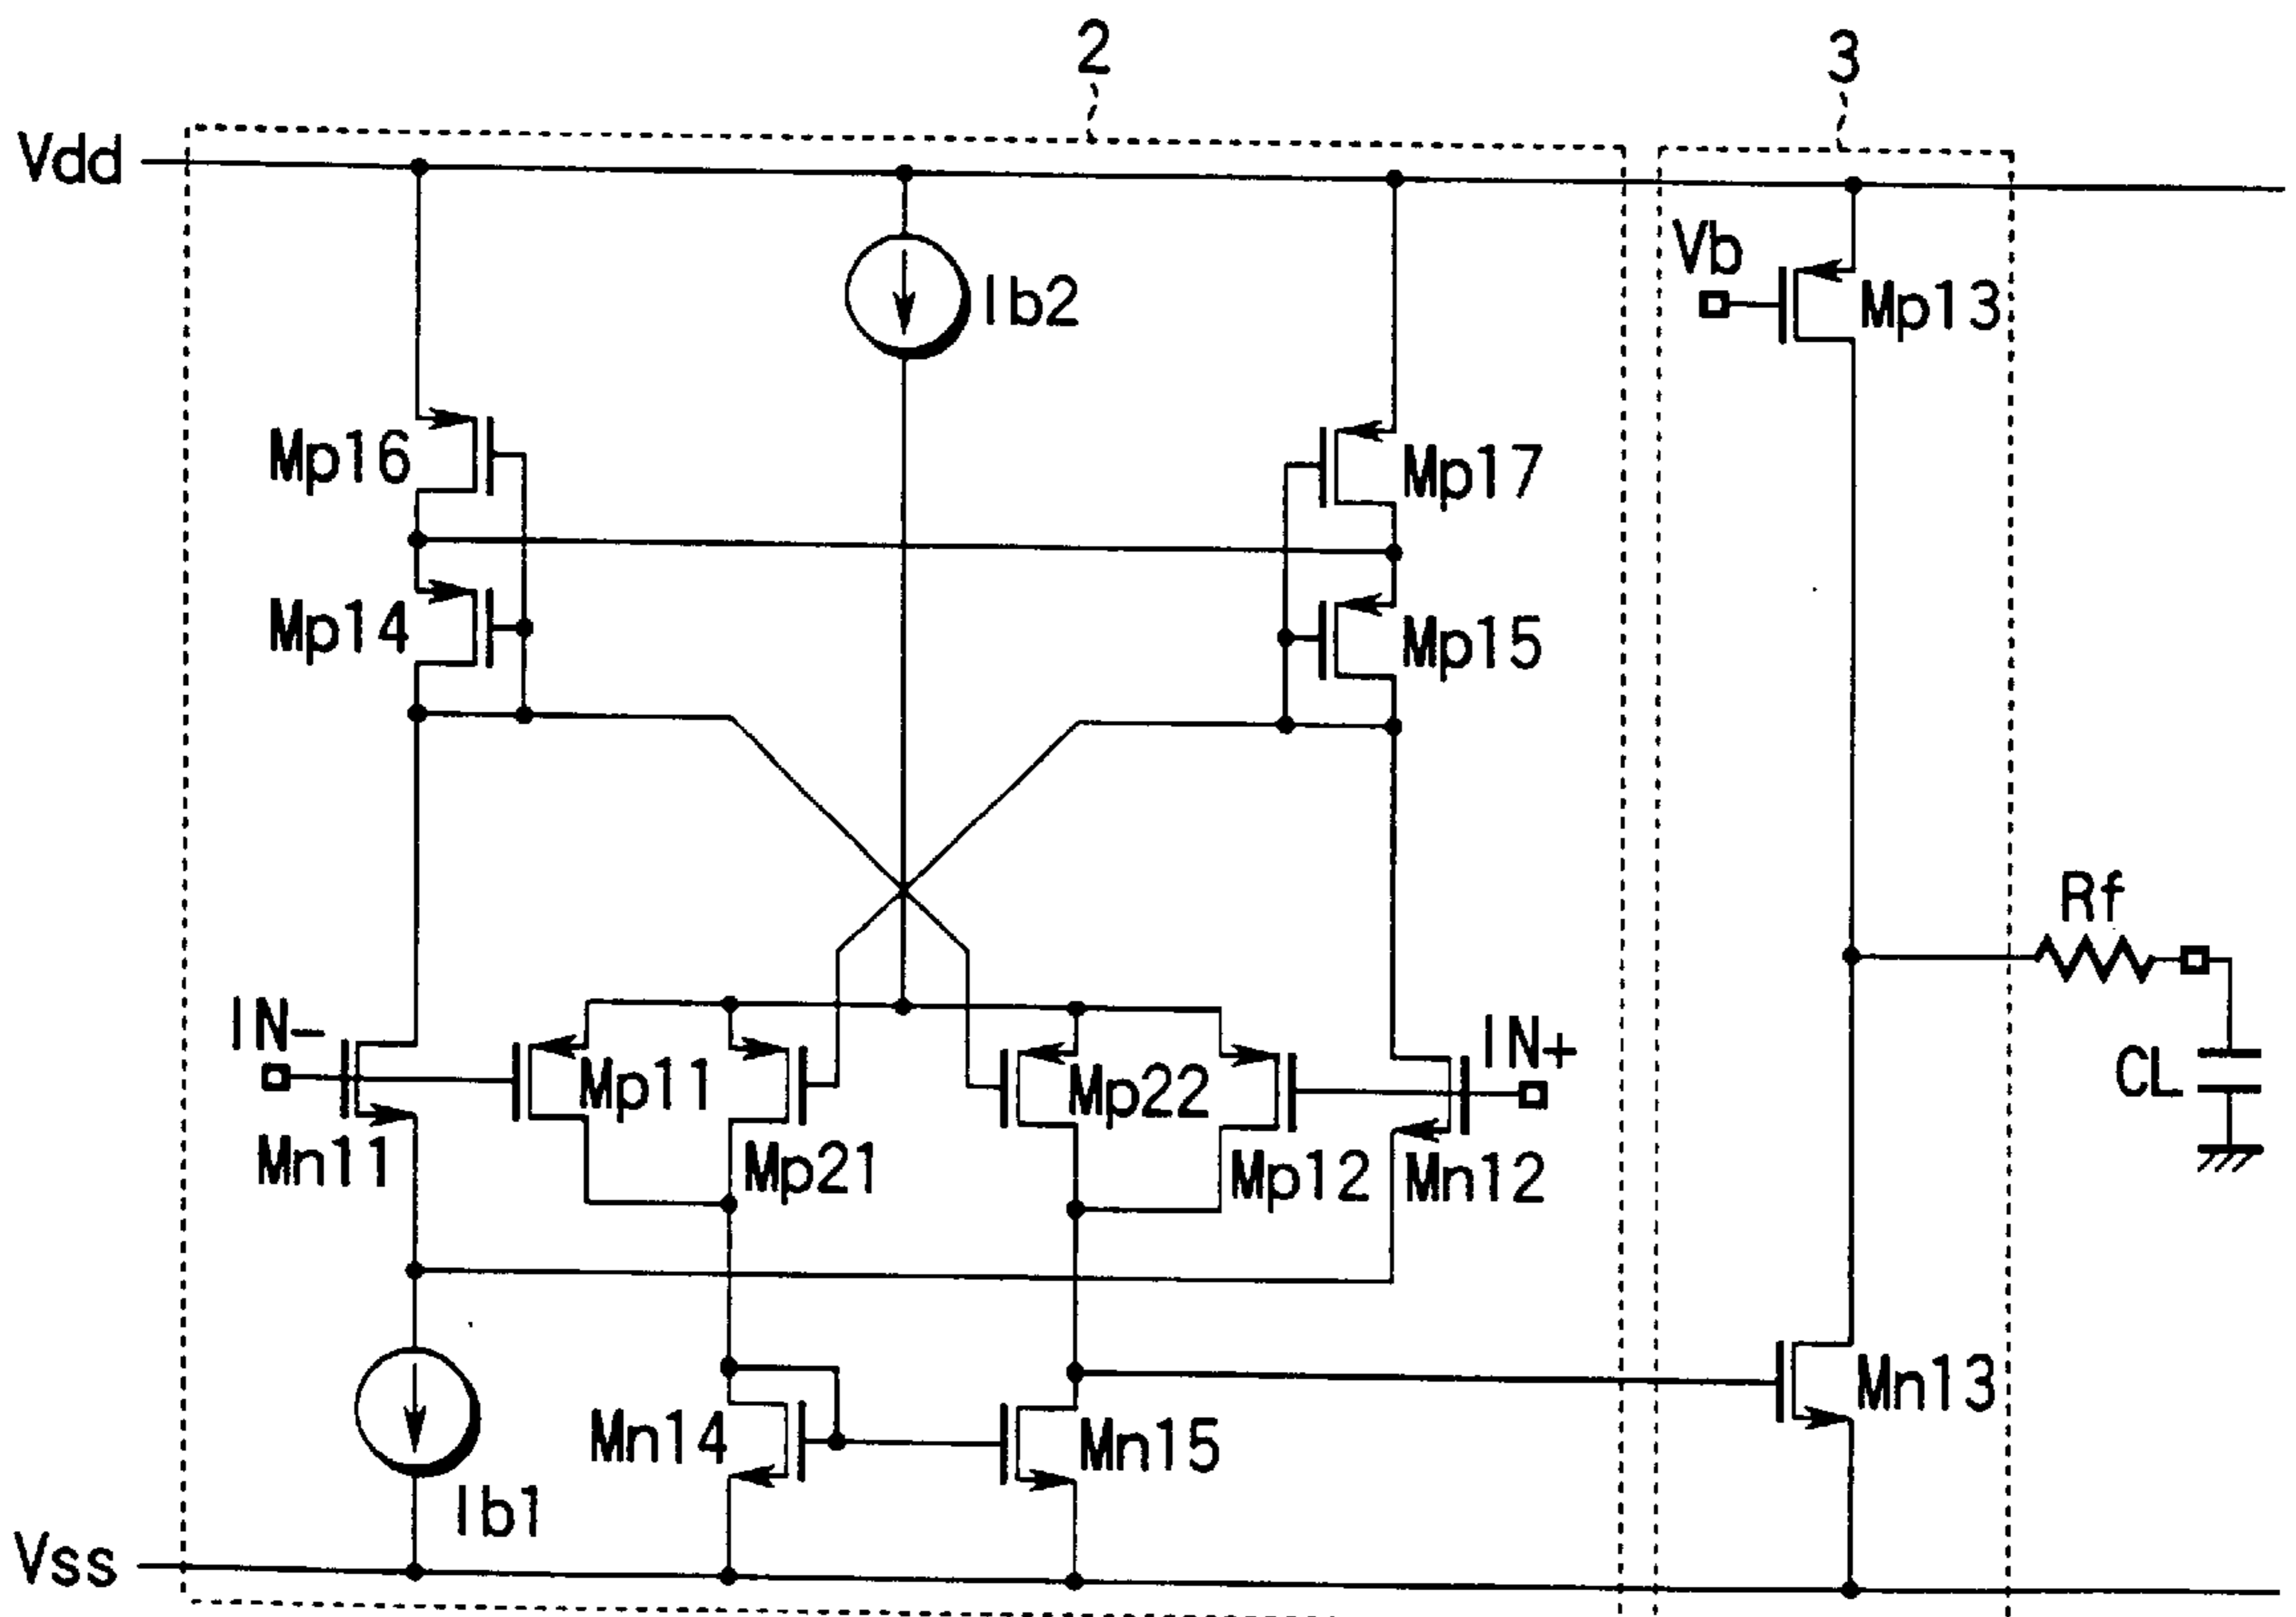 2
3
Vdd
Vb
Ib2
Mp13
Mp16
Mp17
Mp14
Mp15
Rf
IN-
IN+
Mp11
Mp22
CL
Mn11
Mp21
Mp12
Mn12
Mn13
Mn14
Mn15
Ib1
Vss